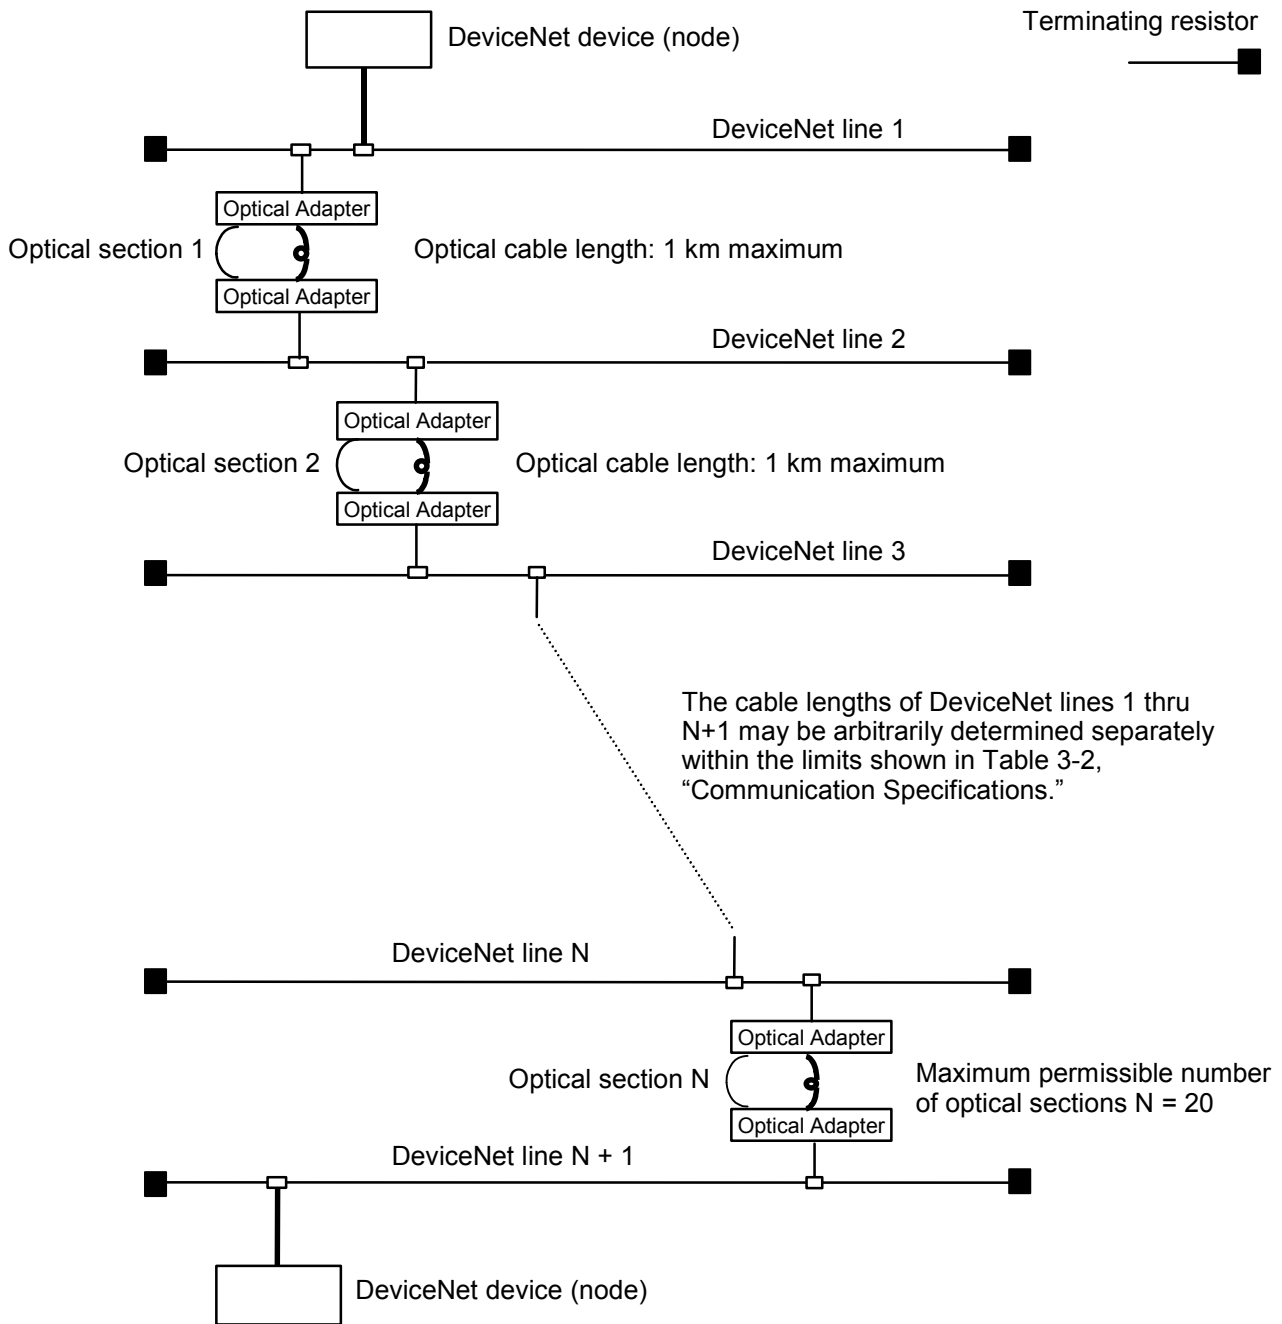 DeviceNet device (node)
Terminating resistor
DeviceNet line 1
Optical Adapter
Optical section 1
Optical cable length: 1 km maximum
Optical Adapter
DeviceNet line 2
Optical Adapter
Optical section 2
Optical cable length: 1 km maximum
Optical Adapter
DeviceNet line 3
The cable lengths of DeviceNet lines 1 thru
N+1 may be arbitrarily determined separately
within the limits shown in Table 3-2,
“Communication Specifications.”
DeviceNet line N
Optical Adapter
Optical section N
Maximum permissible number
of optical sections N = 20
Optical Adapter
DeviceNet line N + 1
DeviceNet device (node)